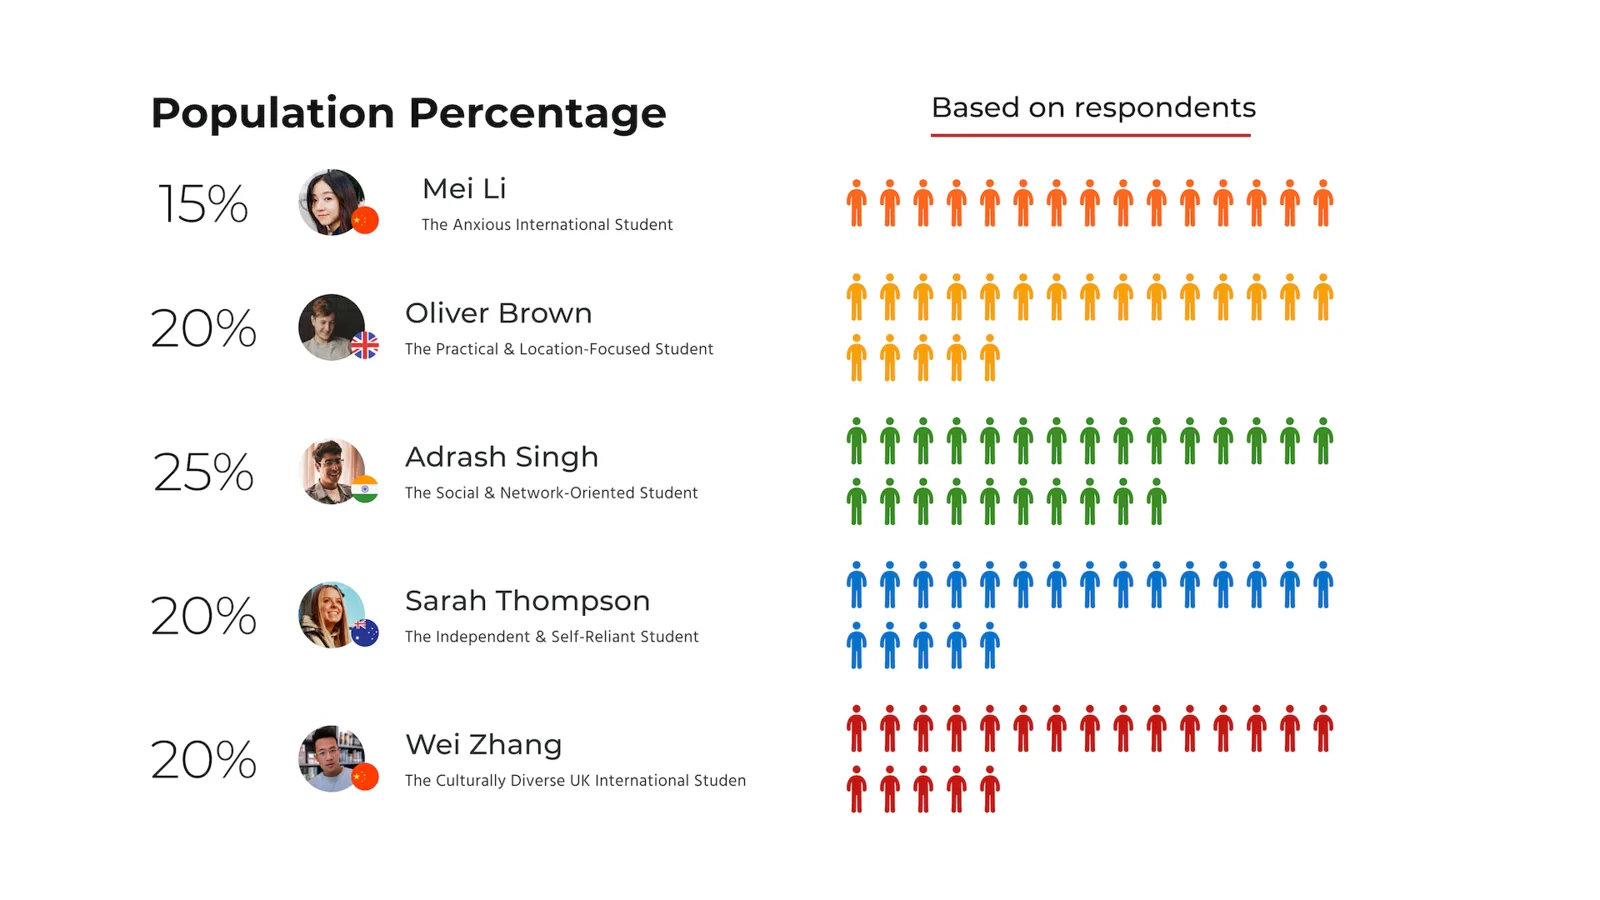 Population Percentage
Based on respondents
15%
Mei Li
The Anxious International Student
20%
Oliver Brown
The Practical & Location-Focused Student
25%
Adrash Singh
The Social & Network-Oriented Student
20%
Sarah Thompson
The Independent & Self-Reliant Student
20%
Wei Zhang
The Culturally Diverse UK International Studen